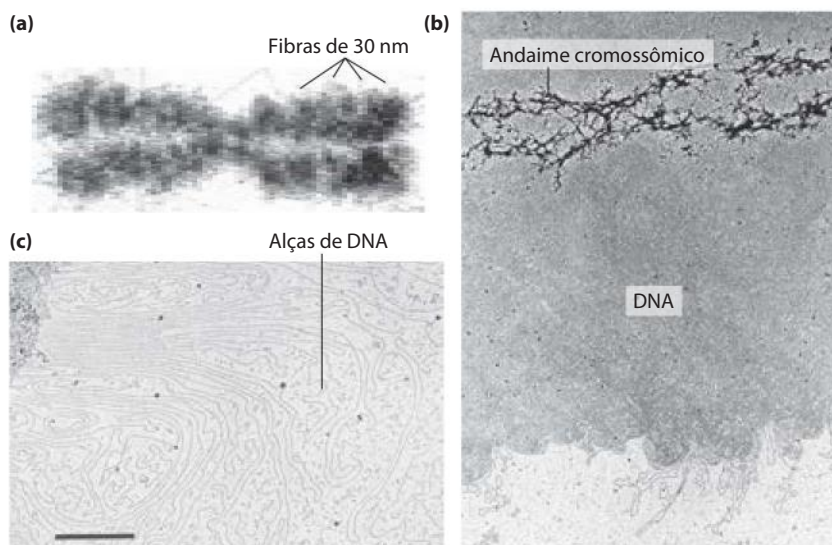 (a)
Fibras de 30 nm
(b)
Andaime cromossômico
(c)
Alças de DNA
DNA